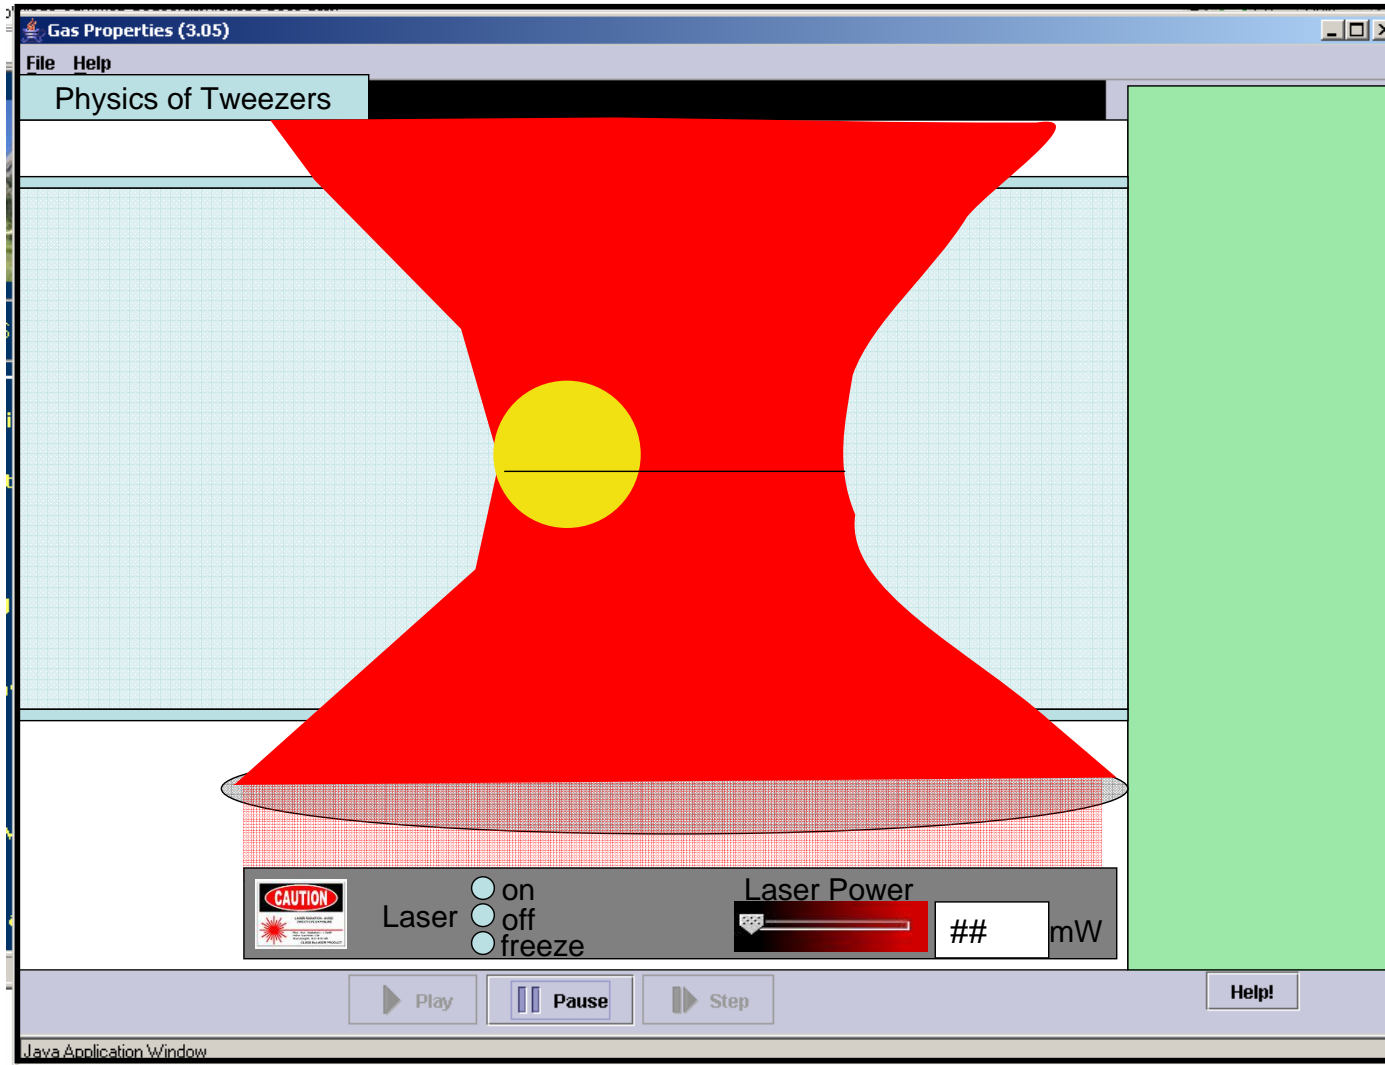 Gas Properties (3.05)
File Help
Physics of Tweezers
CAUTION
Laser
on
off
freeze
Laser Power
## mW
Play
Pause
Step
Help!
Java Application Window